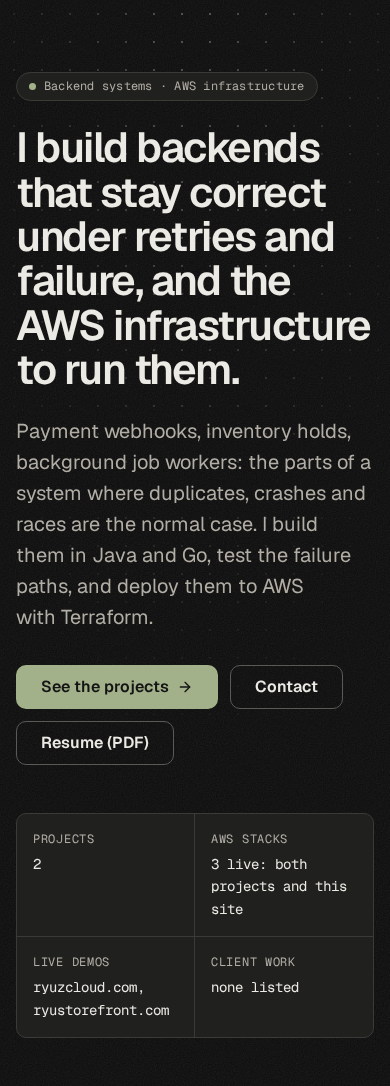 Backend systems · AWS infrastructure
I build backends
that stay correct
under retries and
failure, and the
AWS infrastructure
to run them.
Payment webhooks, inventory holds,
background job workers: the parts of a
system where duplicates, crashes and
races are the normal case. I build
them in Java and Go, test the failure
paths, and deploy them to AWS
with Terraform.
See the projects →
Contact
Resume (PDF)
PROJECTS
2
AWS STACKS
3 live: both
projects and this
site
LIVE DEMOS
ryuzcloud.com,
ryustorefront.com
CLIENT WORK
none listed